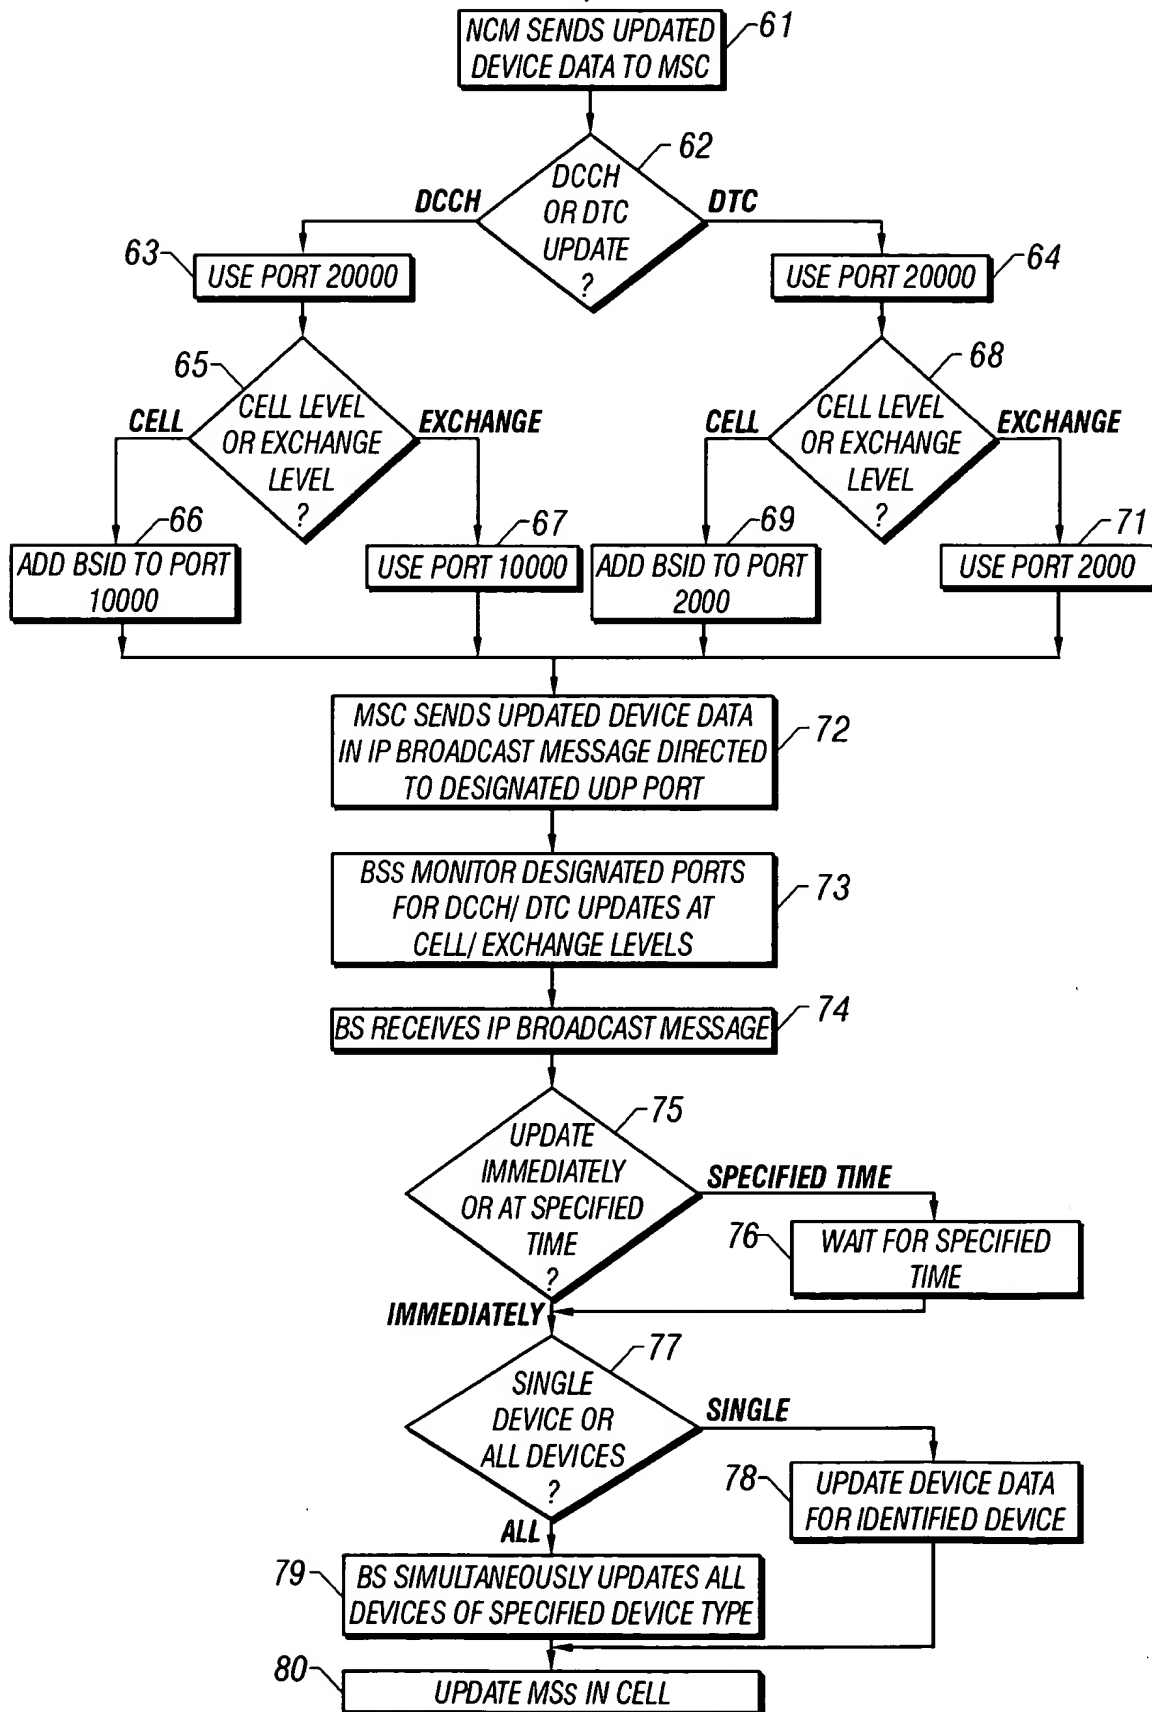 NCM SENDS UPDATED
DEVICE DATA TO MSC
61
62
DCCH
OR DTC
UPDATE
?
DCCH
DTC
63
USE PORT 20000
64
USE PORT 20000
65
CELL LEVEL
OR EXCHANGE
LEVEL
?
CELL
EXCHANGE
68
CELL LEVEL
OR EXCHANGE
LEVEL
?
CELL
EXCHANGE
66
ADD BSID TO PORT
10000
67
USE PORT 10000
69
ADD BSID TO PORT
2000
71
USE PORT 2000
MSC SENDS UPDATED DEVICE DATA
IN IP BROADCAST MESSAGE DIRECTED
TO DESIGNATED UDP PORT
72
BSs MONITOR DESIGNATED PORTS
FOR DCCH/ DTC UPDATES AT
CELL/ EXCHANGE LEVELS
73
BS RECEIVES IP BROADCAST MESSAGE
74
75
UPDATE
IMMEDIATELY
OR AT SPECIFIED
TIME
?
SPECIFIED TIME
76
WAIT FOR SPECIFIED
TIME
IMMEDIATELY
77
SINGLE
DEVICE OR
ALL DEVICES
?
SINGLE
78
UPDATE DEVICE DATA
FOR IDENTIFIED DEVICE
ALL
79
BS SIMULTANEOUSLY UPDATES ALL
DEVICES OF SPECIFIED DEVICE TYPE
80
UPDATE MSs IN CELL